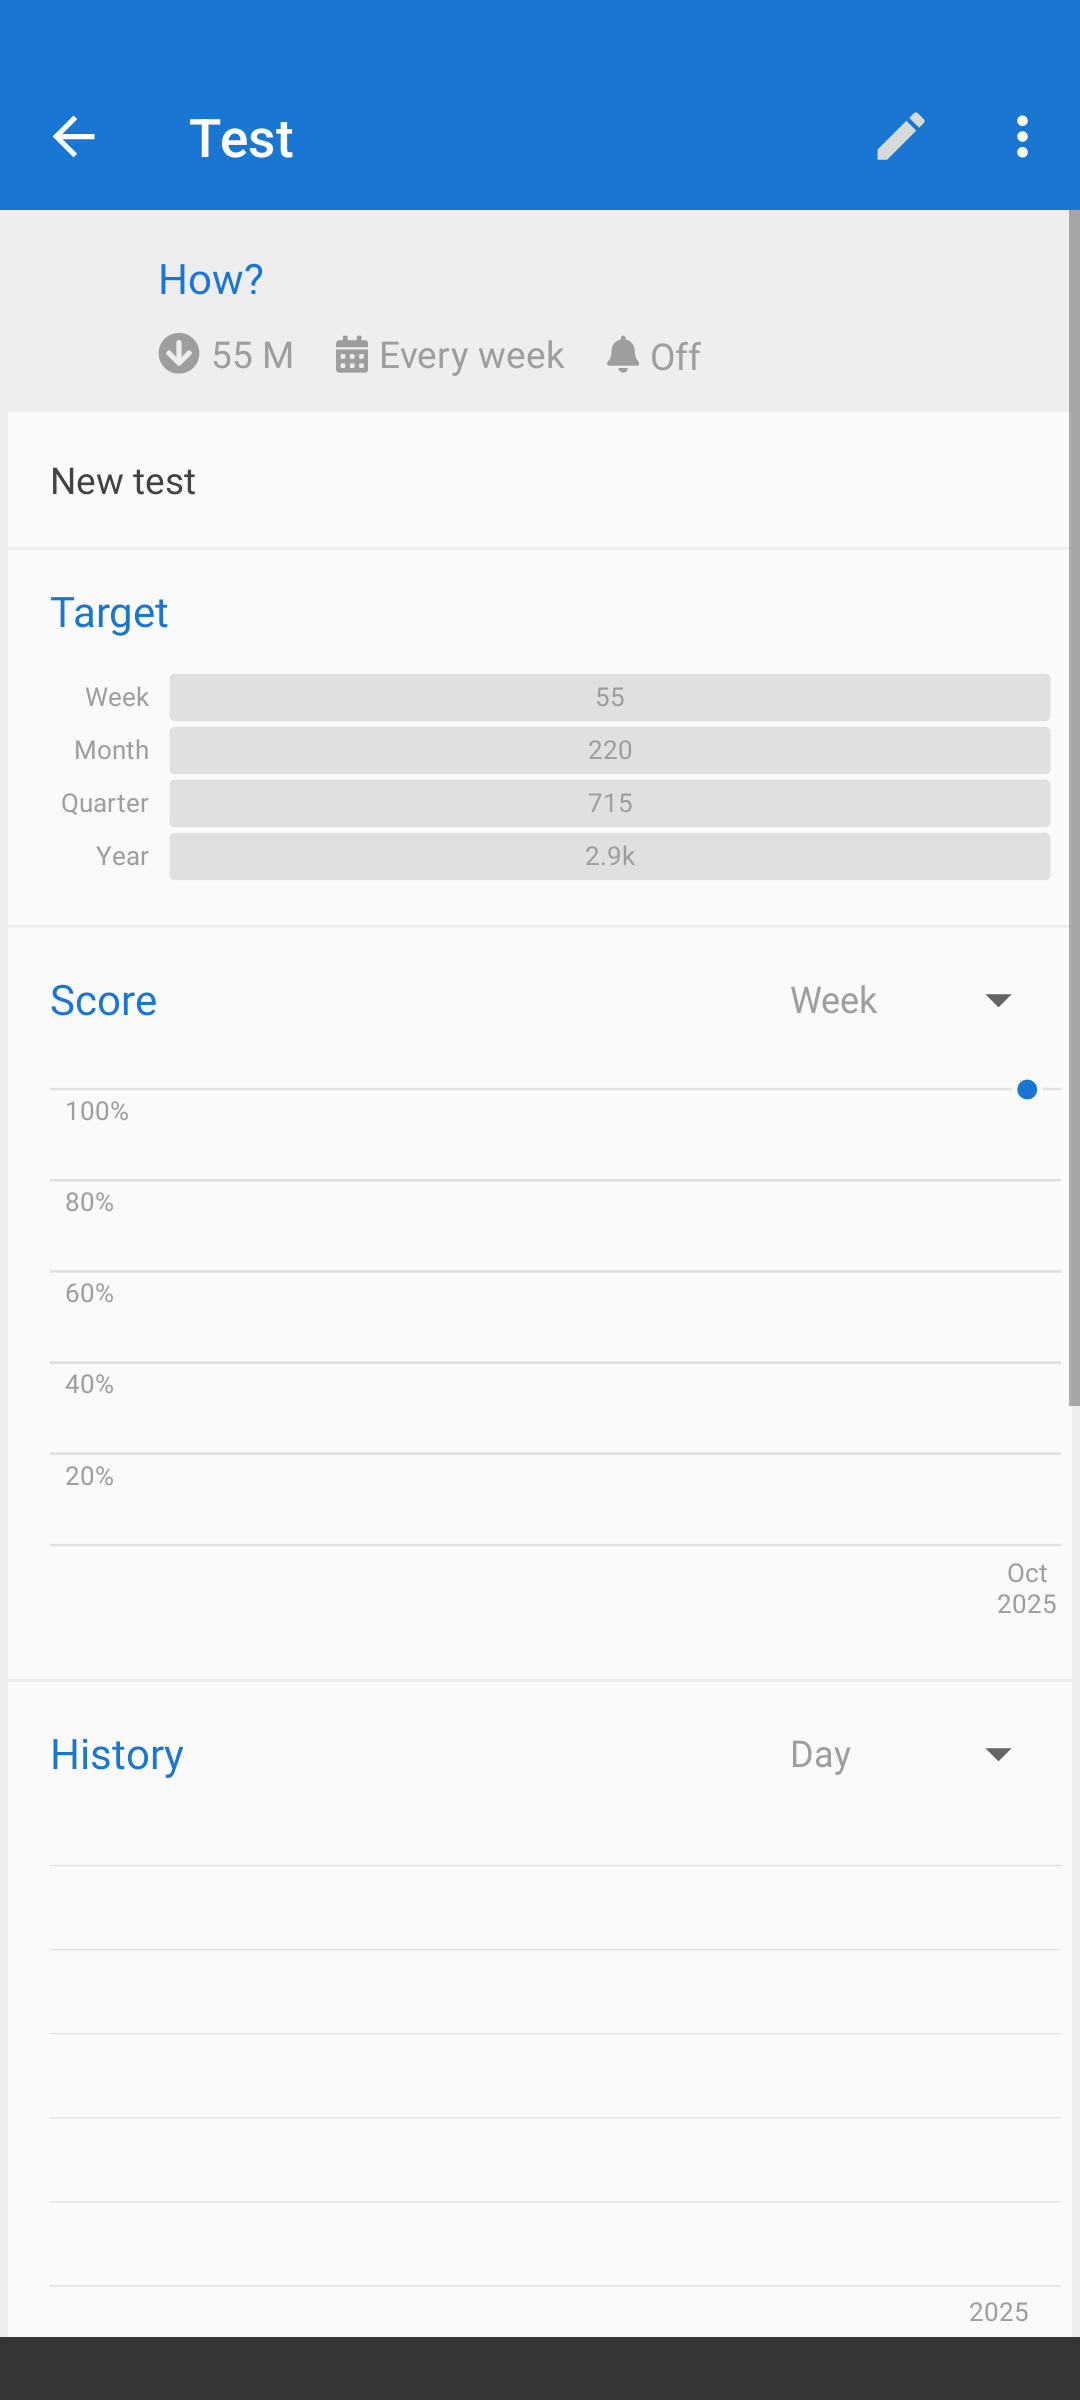 Test
How?
55 M Every week Off
New test
Target
Week 55
Month 220
Quarter 715
Year 2.9k
Score Week
100%
80%
60%
40%
20%
Oct
2025
History Day
2025